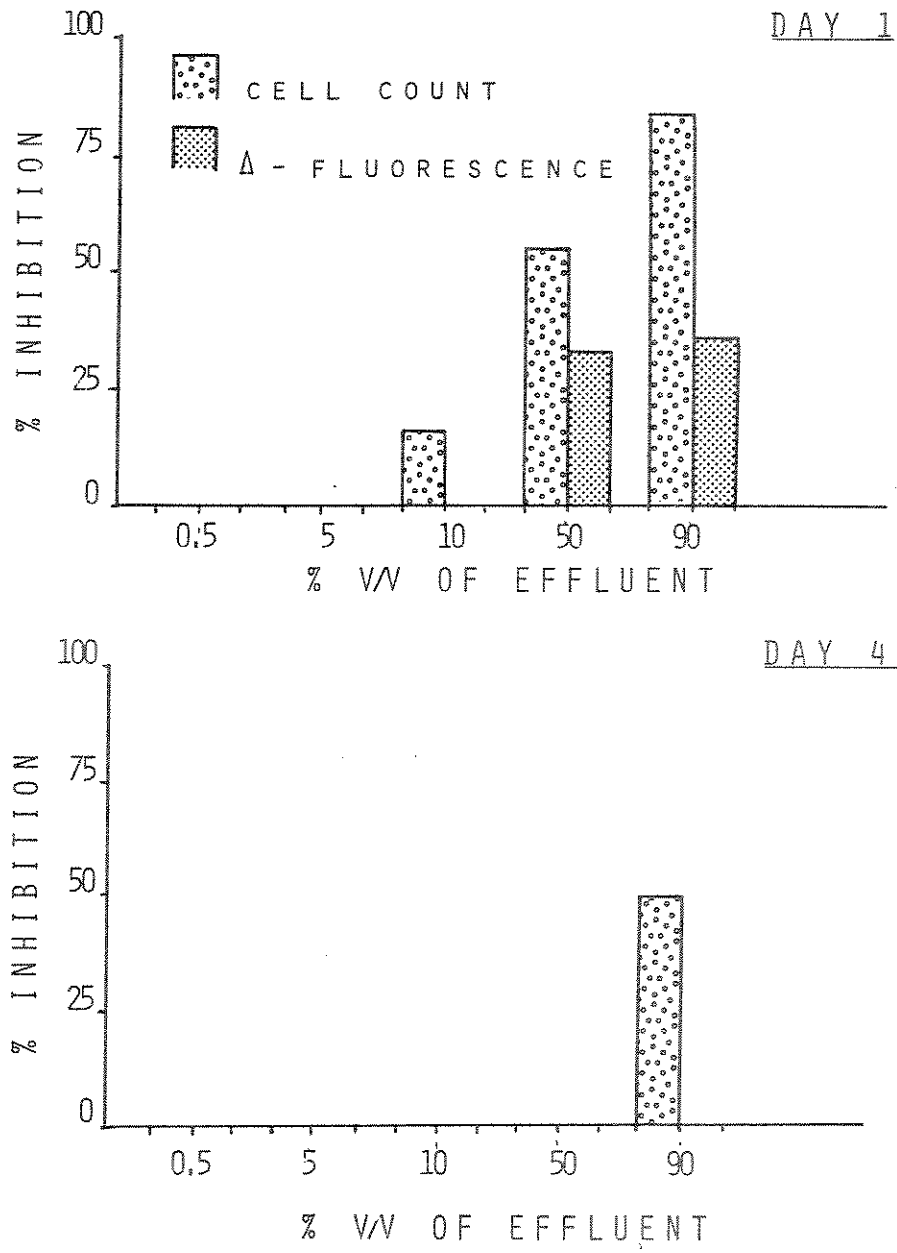 DAY 1
100
CELL COUNT
Δ - FLUORESCENCE
75
50
25
0
% INHIBITION
0.5 5 10 50 90
% V/V OF EFFLUENT
DAY 4
100
75
50
25
0
% INHIBITION
0.5 5 10 50 90
% V/V OF EFFLUENT